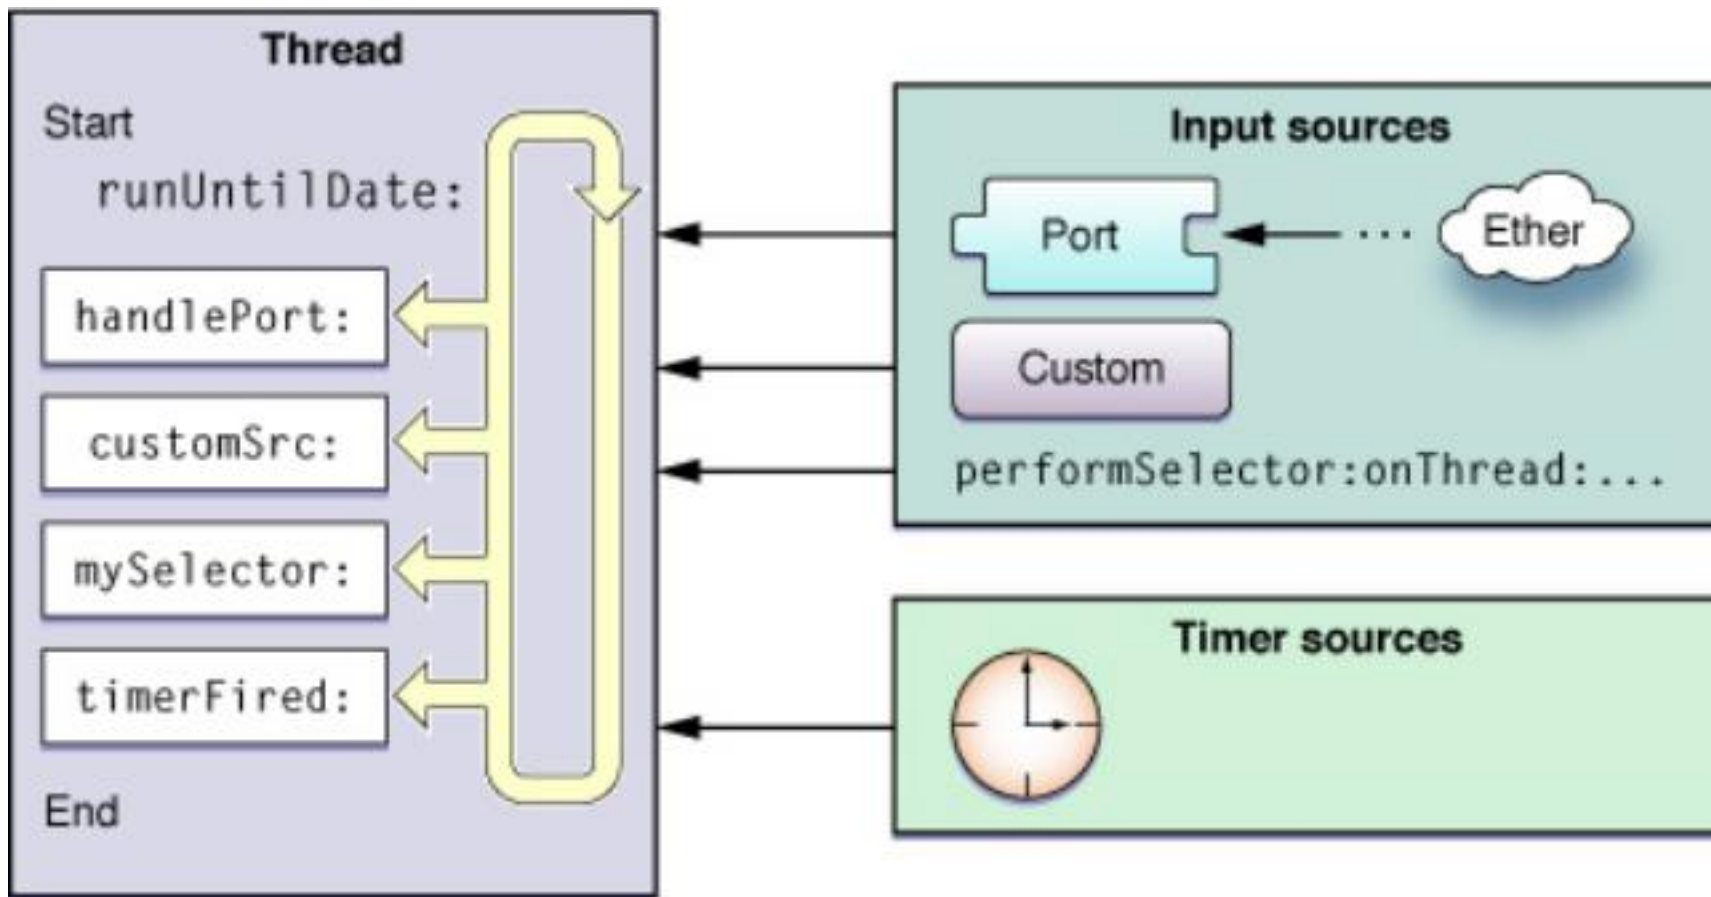 Thread
Start
runUntilDate:
handlePort:
customSrc:
mySelector:
timerFired:
End
Input sources
Port
...
Ether
Custom
performSelector:onThread:...
Timer sources